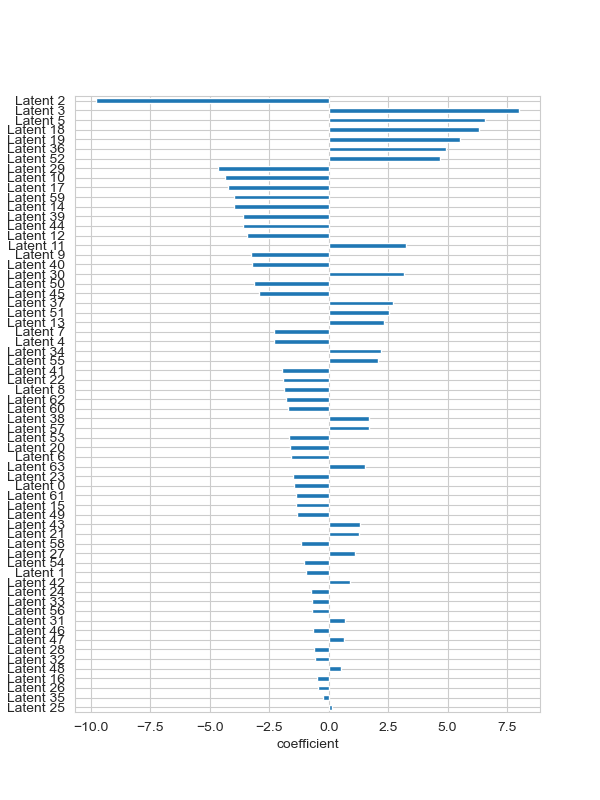 Latent 2
Latent 3
Latent 5
Latent 18
Latent 19
Latent 36
Latent 52
Latent 29
Latent 10
Latent 17
Latent 59
Latent 14
Latent 39
Latent 44
Latent 12
Latent 11
Latent 9
Latent 40
Latent 30
Latent 50
Latent 45
Latent 37
Latent 51
Latent 13
Latent 7
Latent 4
Latent 34
Latent 55
Latent 41
Latent 22
Latent 8
Latent 62
Latent 60
Latent 38
Latent 57
Latent 53
Latent 20
Latent 6
Latent 63
Latent 23
Latent 0
Latent 61
Latent 15
Latent 49
Latent 43
Latent 21
Latent 58
Latent 27
Latent 54
Latent 1
Latent 42
Latent 24
Latent 33
Latent 56
Latent 31
Latent 46
Latent 47
Latent 28
Latent 32
Latent 48
Latent 16
Latent 26
Latent 35
Latent 25
−10.0 −7.5 −5.0 −2.5 0.0 2.5 5.0 7.5
coefficient